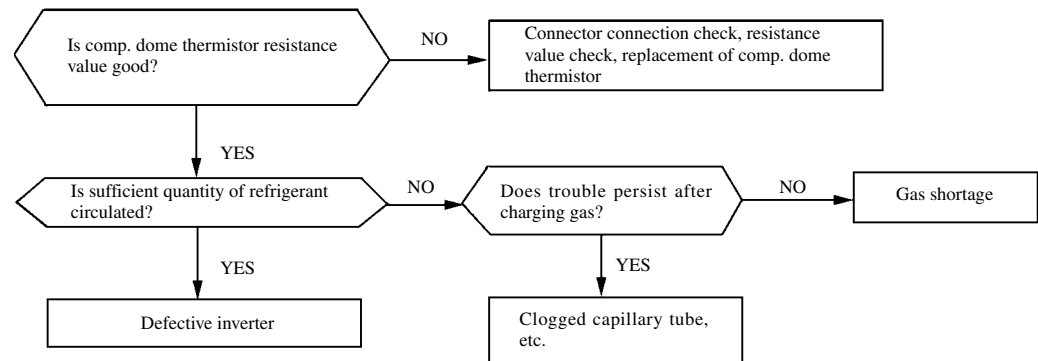 Is comp. dome thermistor resistance
value good?
NO
Connector connection check, resistance
value check, replacement of comp. dome
thermistor
YES
Is sufficient quantity of refrigerant
circulated?
NO
Does trouble persist after
charging gas?
NO
Gas shortage
YES
YES
Defective inverter
Clogged capillary tube,
etc.